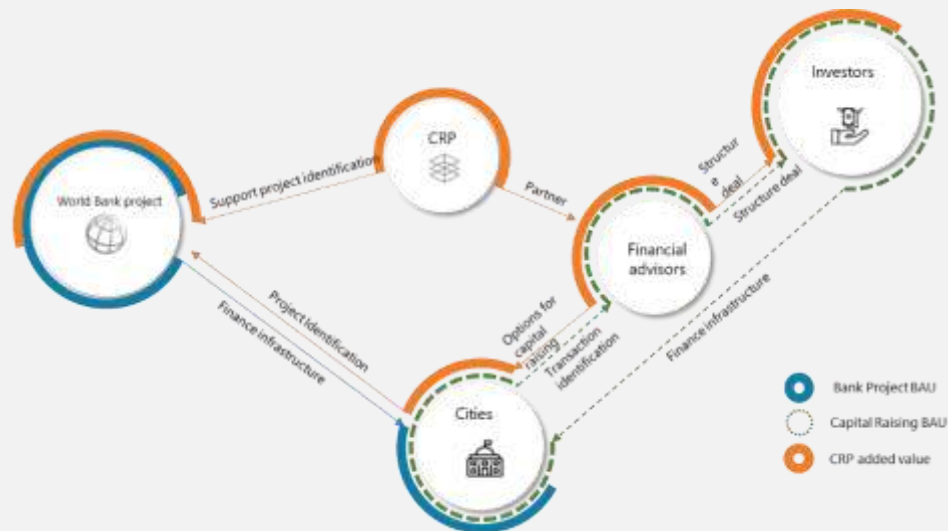 Investors
CRP
Support project identification
Partner
Structur
e
deal
Structure deal
World Bank project
Financial
advisors
Project identification
Finance infrastructure
Options for
capital
raising
Transaction
identification
Finance infrastructure
Cities
Bank Project BAU
Capital Raising BAU
CRP added value